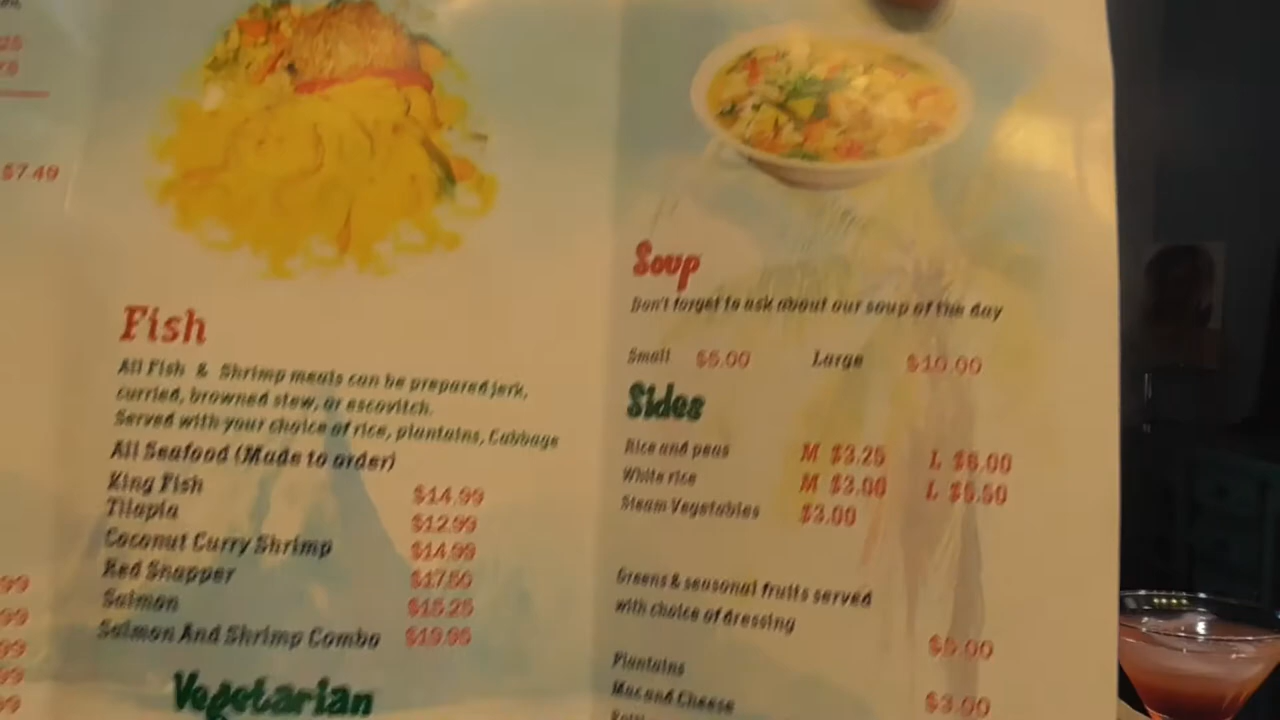 $7.49
Fish
All Fish & Shrimp meals can be prepared jerk,
curried, browned stew, or escovitch.
Served with your choice of rice, plantains, Cabbage
All Seafood (Made to order)
King Fish $14.99
Tilapia $12.99
Coconut Curry Shrimp $14.99
Red Snapper $17.50
Salmon $15.25
Salmon And Shrimp Combo $19.95
Vegetarian
Soup
Don't forget to ask about our soup of the day
Small $5.00 Large $10.00
Sides
Rice and peas M $3.25 L $6.00
White rice M $3.00 L $5.50
Steam Vegetables $3.00
Greens & seasonal fruits served
with choice of dressing
$5.00
Plantains
Mac and Cheese $3.00